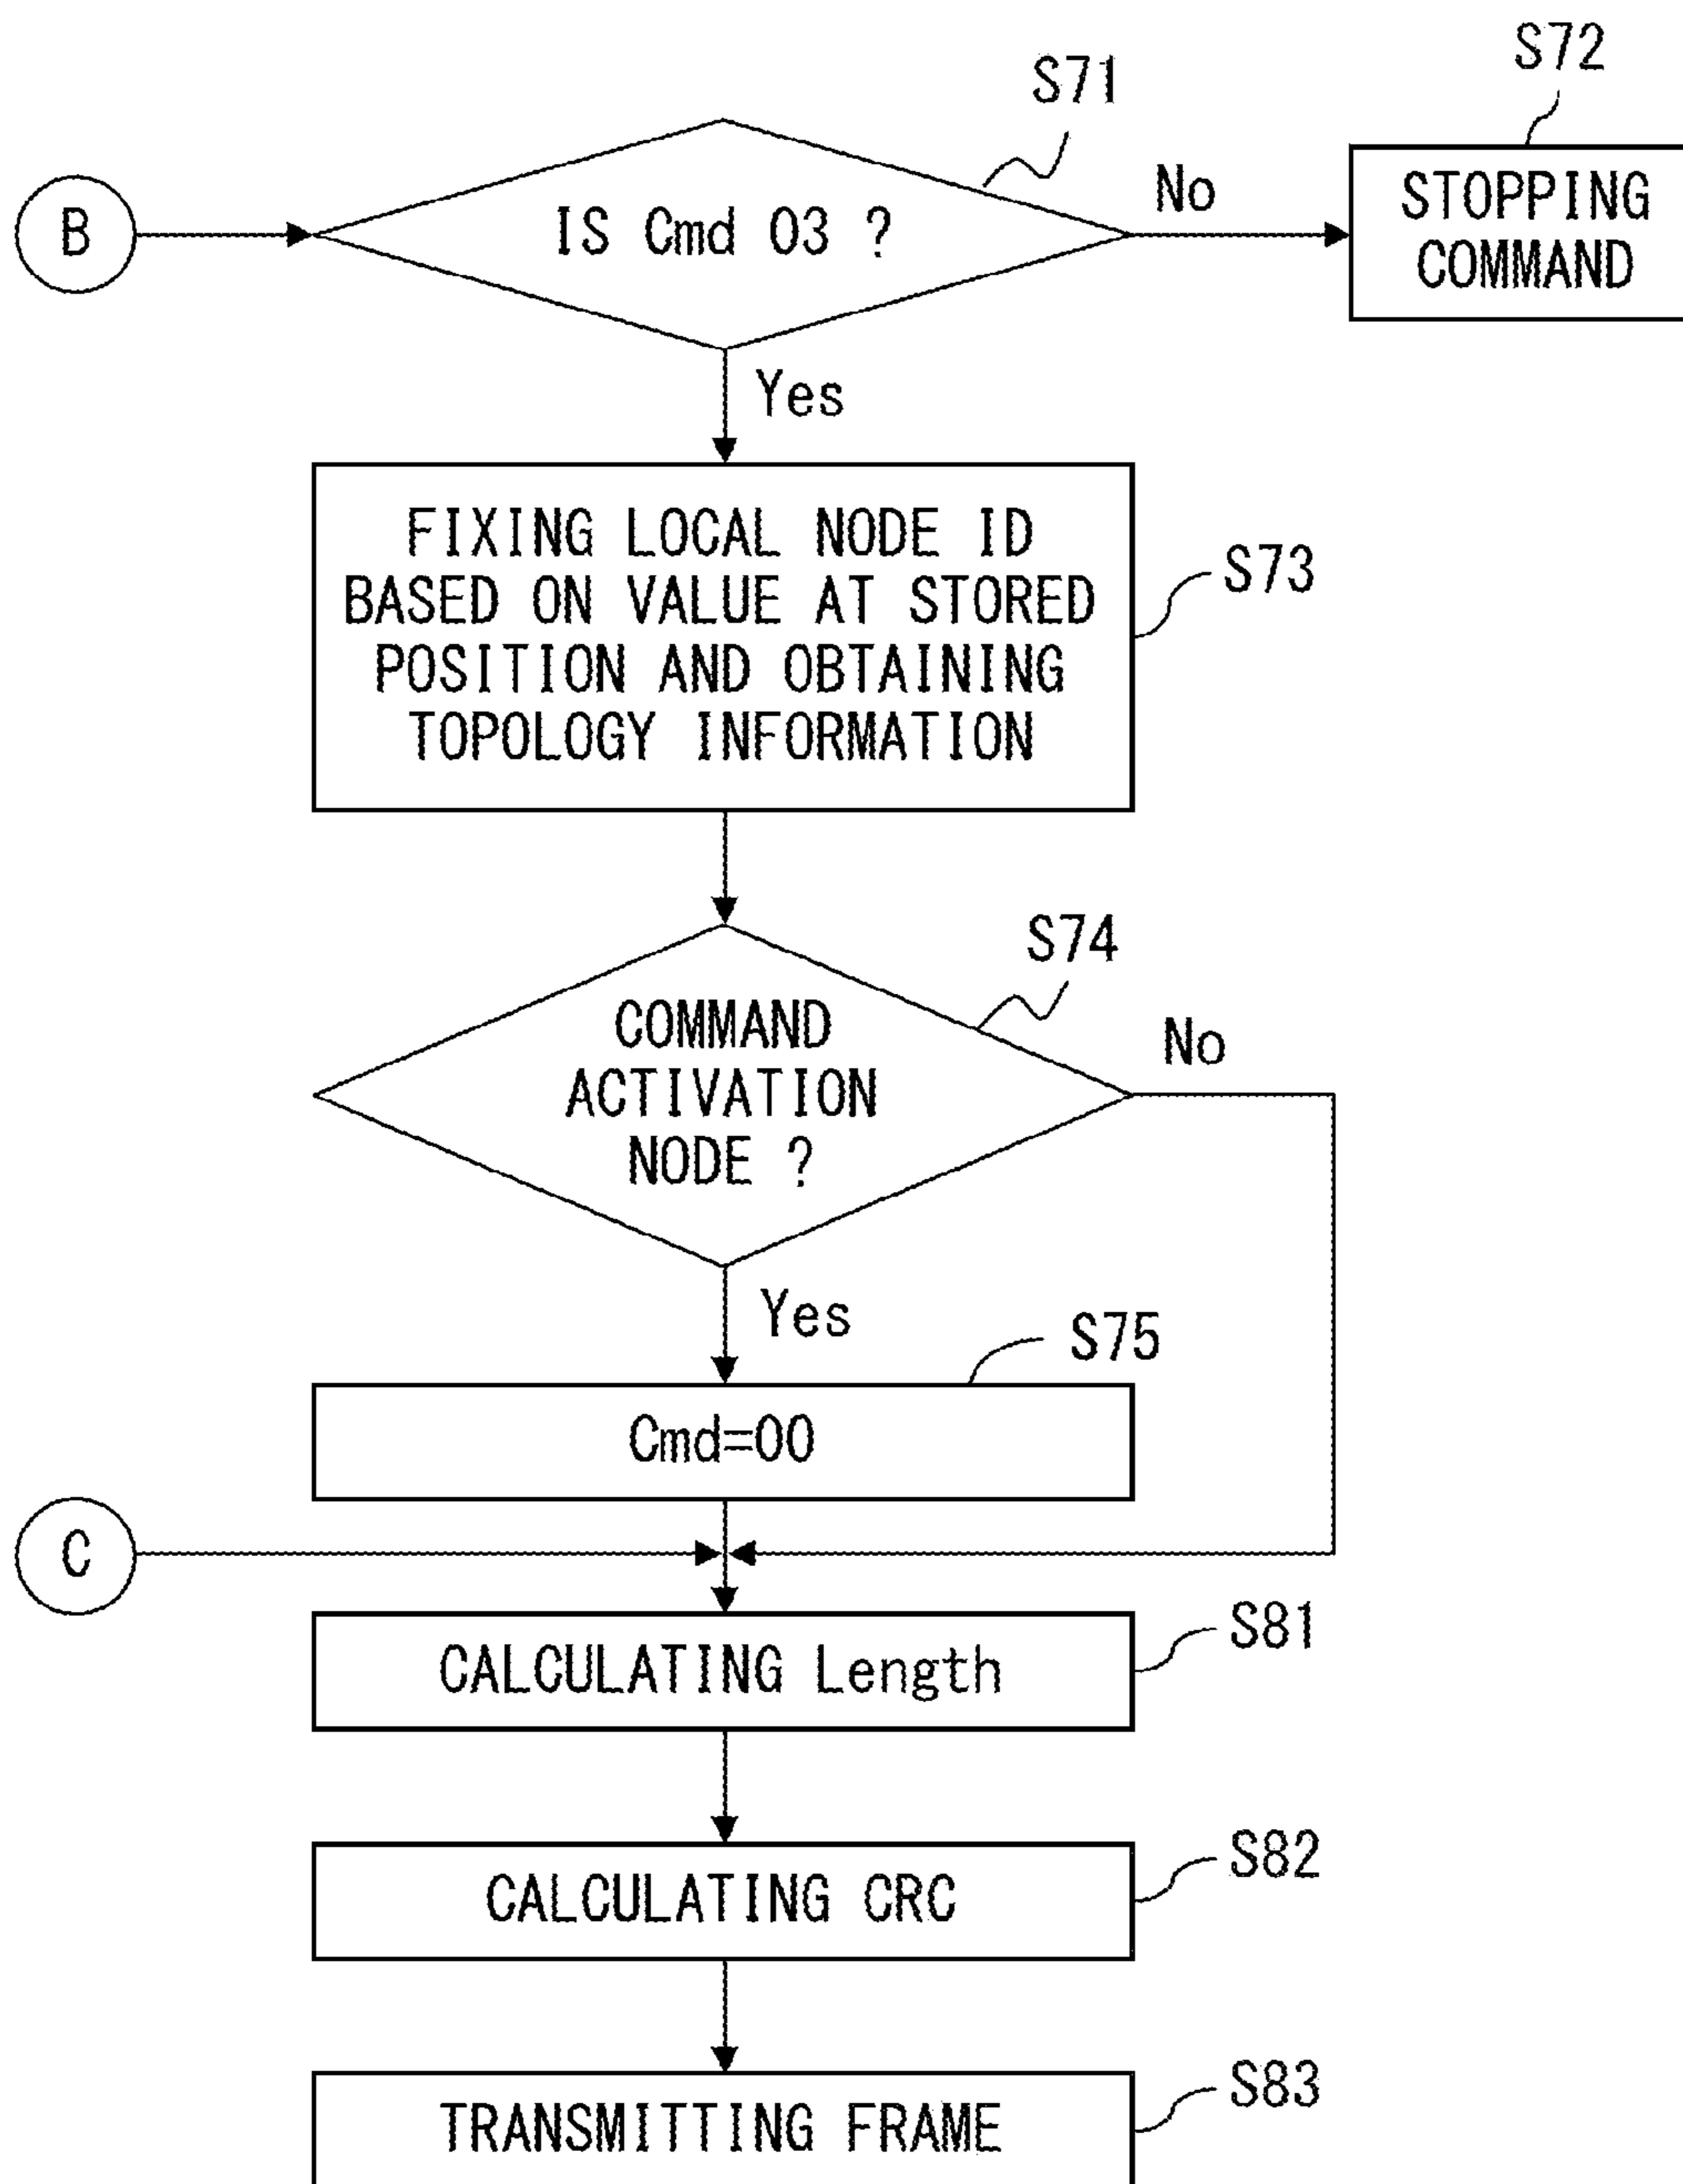 S71
S72
B
IS Cmd 03 ?
No
STOPPING
COMMAND
Yes
FIXING LOCAL NODE ID
BASED ON VALUE AT STORED
POSITION AND OBTAINING
TOPOLOGY INFORMATION
S73
S74
COMMAND
ACTIVATION
NODE ?
No
Yes
S75
Cmd=00
C
CALCULATING Length
S81
CALCULATING CRC
S82
TRANSMITTING FRAME
S83